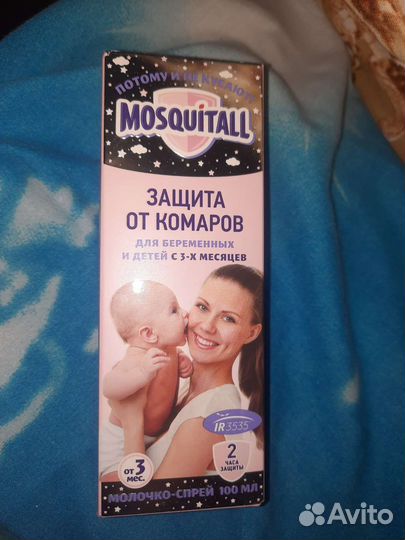 ПОТОМУ И НЕ КУСАЮТ!
MOSQUITALL
ЗАЩИТА
ОТ КОМАРОВ
ДЛЯ БЕРЕМЕННЫХ
И ДЕТЕЙ С 3-Х МЕСЯЦЕВ
IR3535
2
ЧАСА
ЗАЩИТЫ
ОТ 3
МЕС.
МОЛОЧКО-СПРЕЙ 100 МЛ
Avito